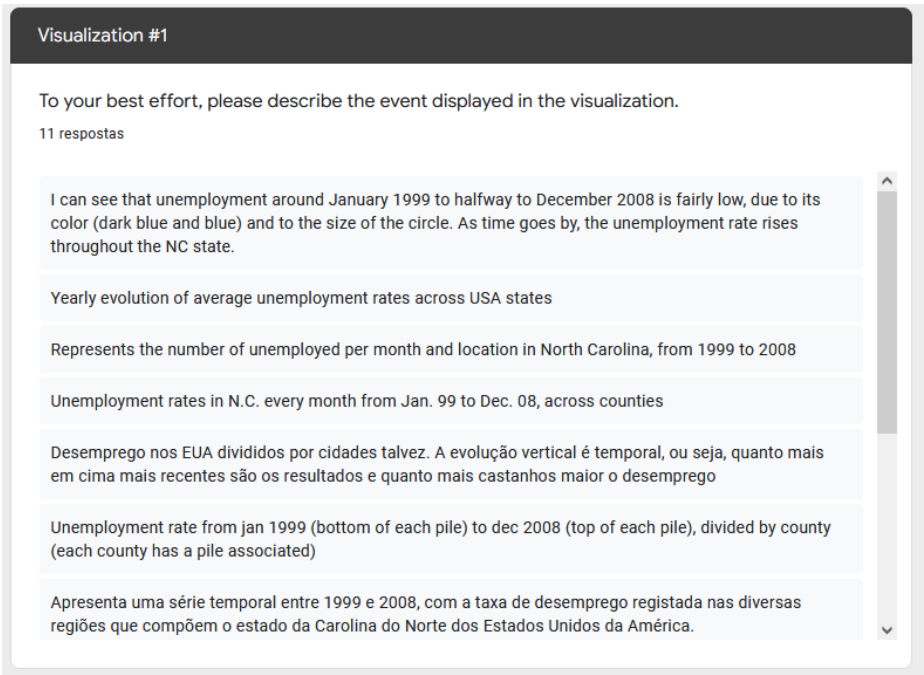 Visualization #1
To your best effort, please describe the event displayed in the visualization.
11 respostas
I can see that unemployment around January 1999 to halfway to December 2008 is fairly low, due to its
color (dark blue and blue) and to the size of the circle. As time goes by, the unemployment rate rises
throughout the NC state.
Yearly evolution of average unemployment rates across USA states
Represents the number of unemployed per month and location in North Carolina, from 1999 to 2008
Unemployment rates in N.C. every month from Jan. 99 to Dec. 08, across counties
Desemprego nos EUA divididos por cidades talvez. A evolução vertical é temporal, ou seja, quanto mais
em cima mais recentes são os resultados e quanto mais castanhos maior o desemprego
Unemployment rate from jan 1999 (bottom of each pile) to dec 2008 (top of each pile), divided by county
(each county has a pile associated)
Apresenta uma série temporal entre 1999 e 2008, com a taxa de desemprego registada nas diversas
regiões que compõem o estado da Carolina do Norte dos Estados Unidos da América.